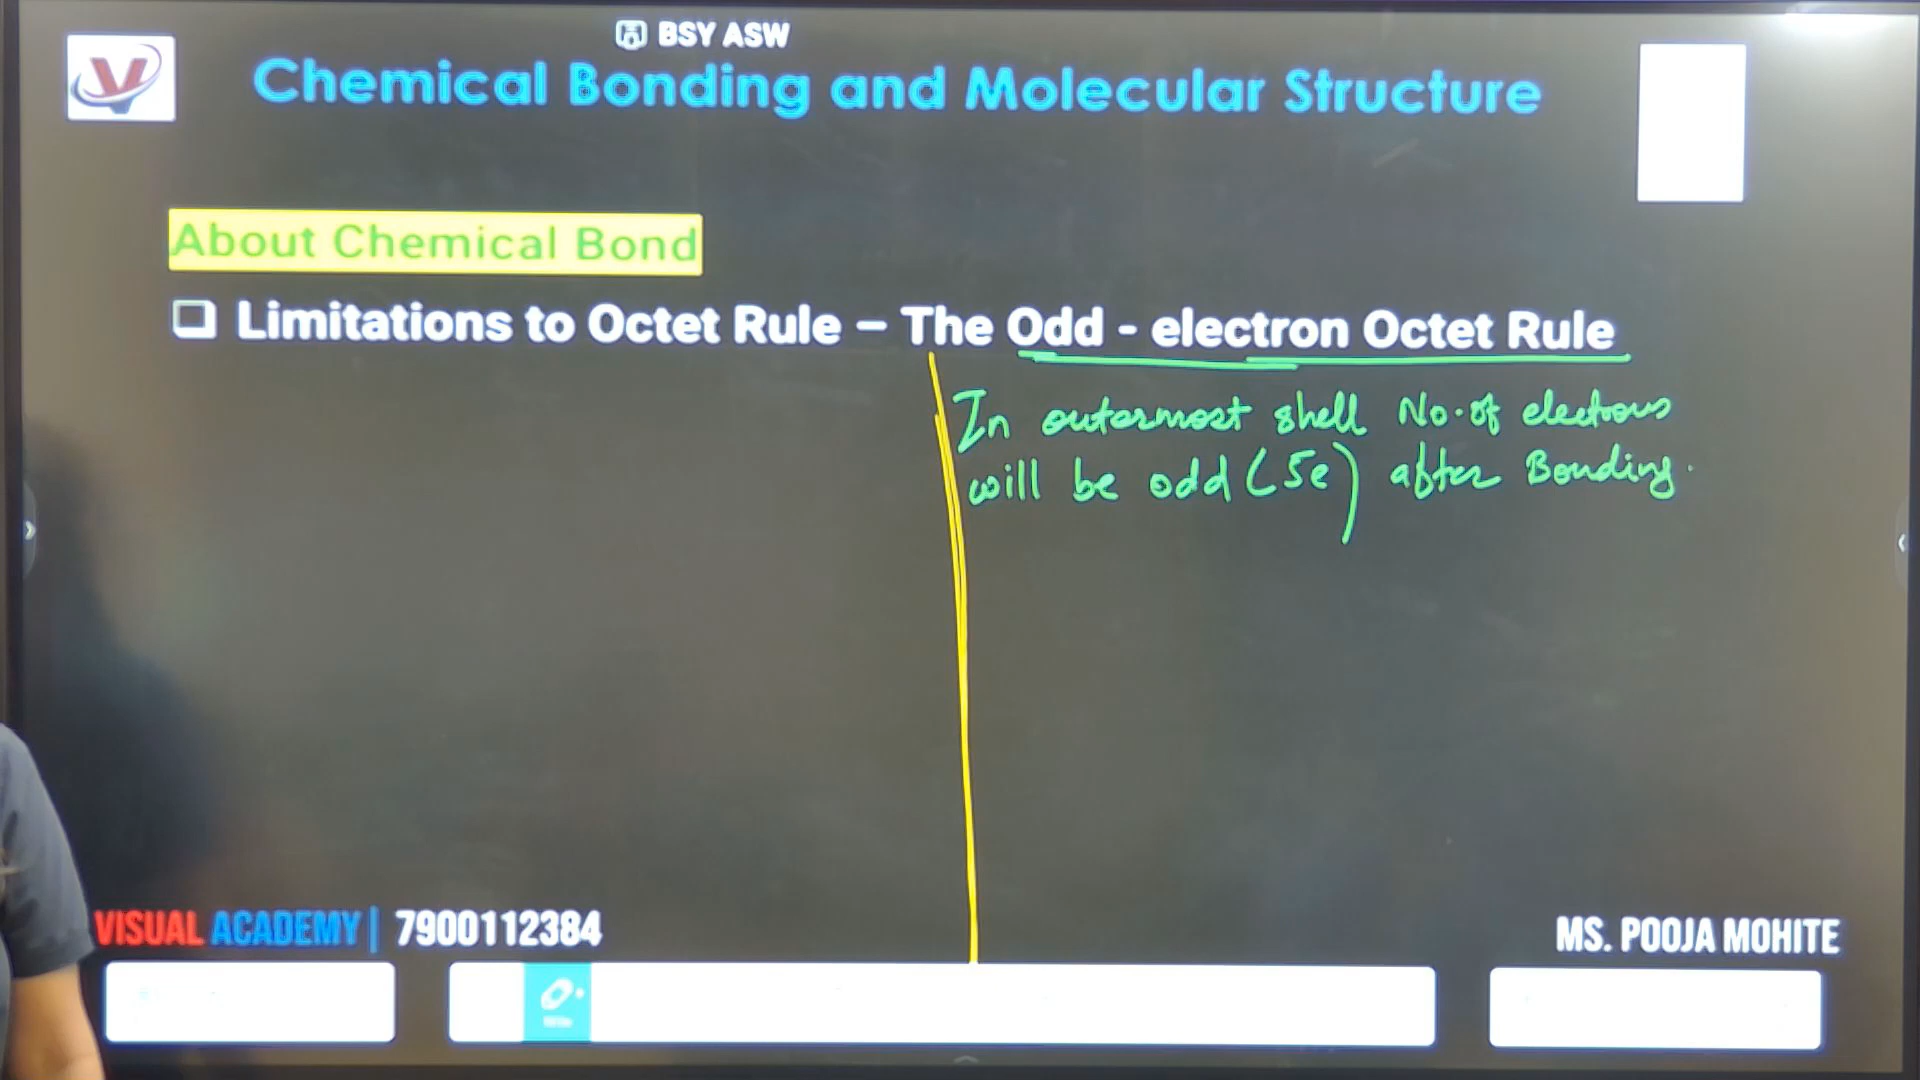 BSY ASW
V
Chemical Bonding and Molecular Structure
About Chemical Bond
Limitations to Octet Rule – The Odd - electron Octet Rule
In outermost shell No. of electrons
will be odd (5e) after Bonding.
VISUAL ACADEMY | 7900112384
MS. POOJA MOHITE